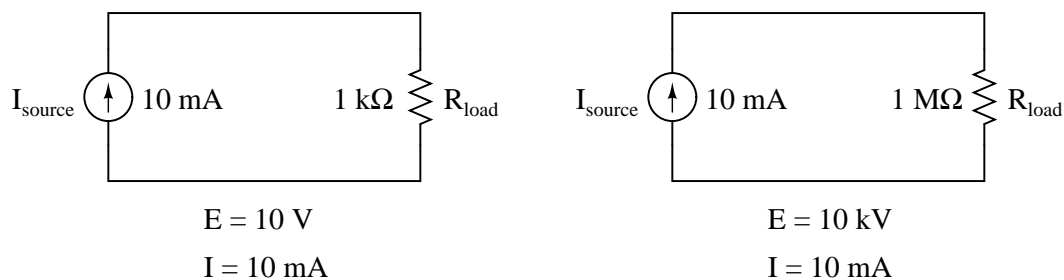 I_source 10 mA 1 kΩ R_load
E = 10 V
I = 10 mA
I_source 10 mA 1 MΩ R_load
E = 10 kV
I = 10 mA